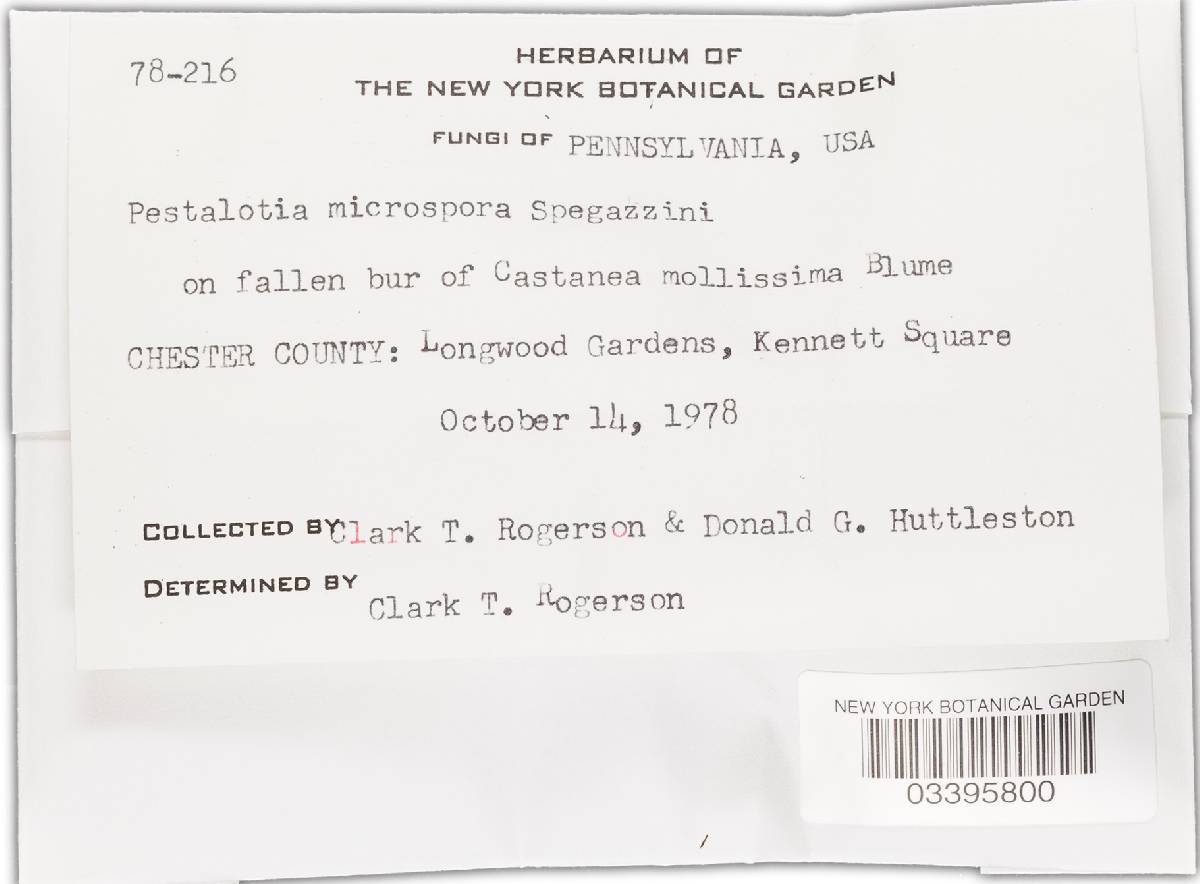 78-216
HERBARIUM OF
THE NEW YORK BOTANICAL GARDEN
FUNGI OF PENNSYLVANIA, USA
Pestalotia microspora Spegazzini
on fallen bur of Castanea mollissima Blume
CHESTER COUNTY: Longwood Gardens, Kennett Square
October 14, 1978
COLLECTED BY Clark T. Rogerson & Donald G. Huttleston
DETERMINED BY Clark T. Rogerson
NEW YORK BOTANICAL GARDEN
03395800